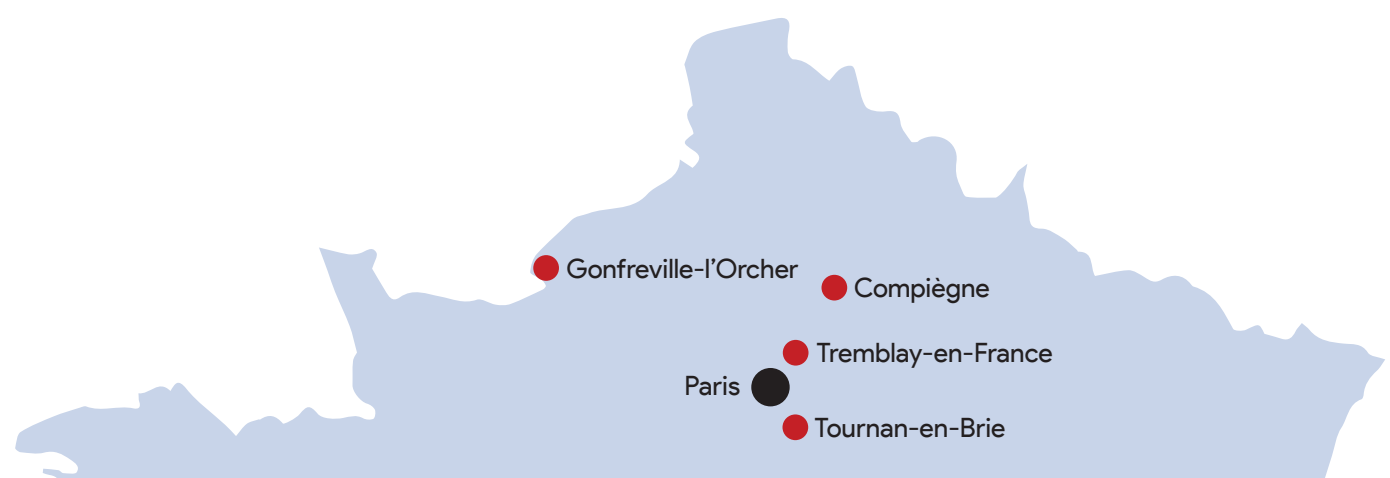 Gonfreville-l’Orcher
Compiègne
Tremblay-en-France
Paris
Tournan-en-Brie